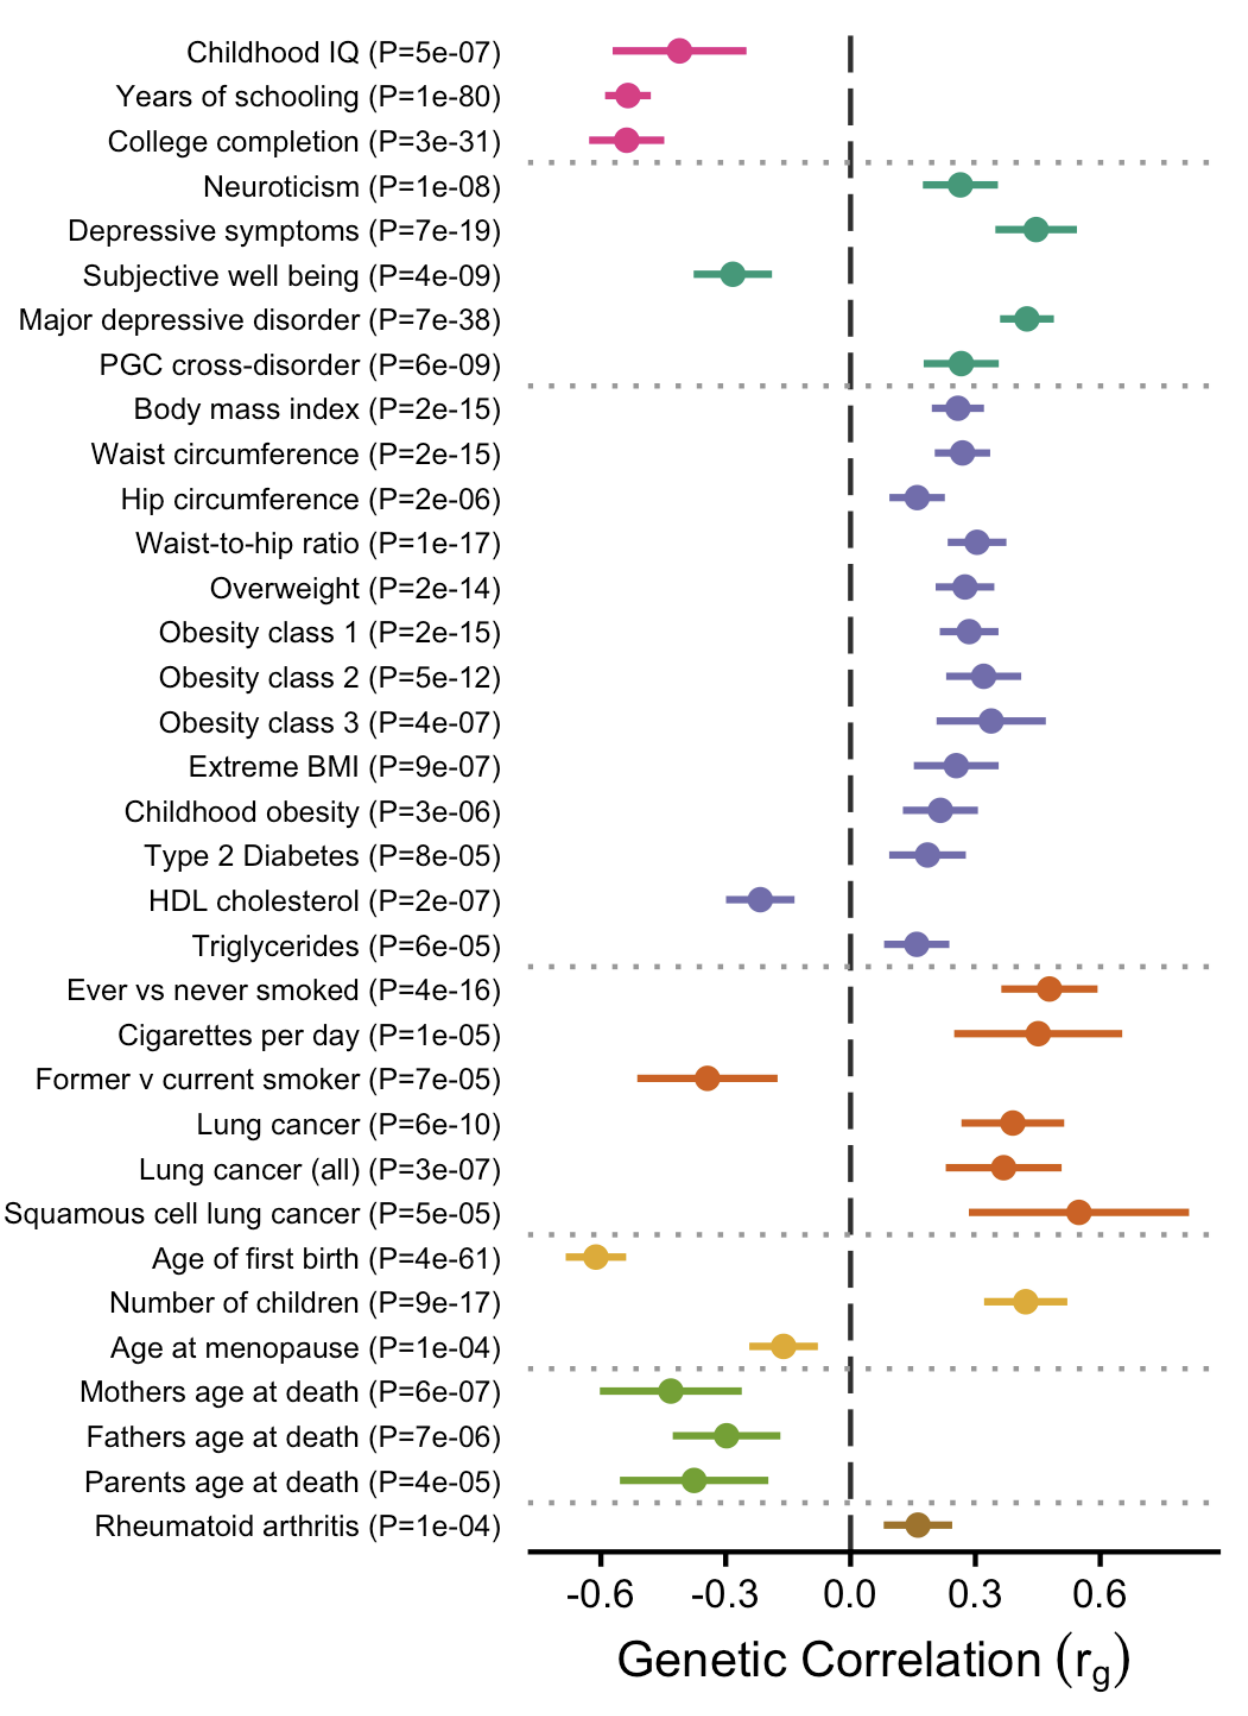 Childhood IQ (P=5e-07)
Years of schooling (P=1e-80)
College completion (P=3e-31)
Neuroticism (P=1e-08)
Depressive symptoms (P=7e-19)
Subjective well being (P=4e-09)
Major depressive disorder (P=7e-38)
PGC cross-disorder (P=6e-09)
Body mass index (P=2e-15)
Waist circumference (P=2e-15)
Hip circumference (P=2e-06)
Waist-to-hip ratio (P=1e-17)
Overweight (P=2e-14)
Obesity class 1 (P=2e-15)
Obesity class 2 (P=5e-12)
Obesity class 3 (P=4e-07)
Extreme BMI (P=9e-07)
Childhood obesity (P=3e-06)
Type 2 Diabetes (P=8e-05)
HDL cholesterol (P=2e-07)
Triglycerides (P=6e-05)
Ever vs never smoked (P=4e-16)
Cigarettes per day (P=1e-05)
Former v current smoker (P=7e-05)
Lung cancer (P=6e-10)
Lung cancer (all) (P=3e-07)
Squamous cell lung cancer (P=5e-05)
Age of first birth (P=4e-61)
Number of children (P=9e-17)
Age at menopause (P=1e-04)
Mothers age at death (P=6e-07)
Fathers age at death (P=7e-06)
Parents age at death (P=4e-05)
Rheumatoid arthritis (P=1e-04)
-0.6 -0.3 0.0 0.3 0.6
Genetic Correlation (rg)